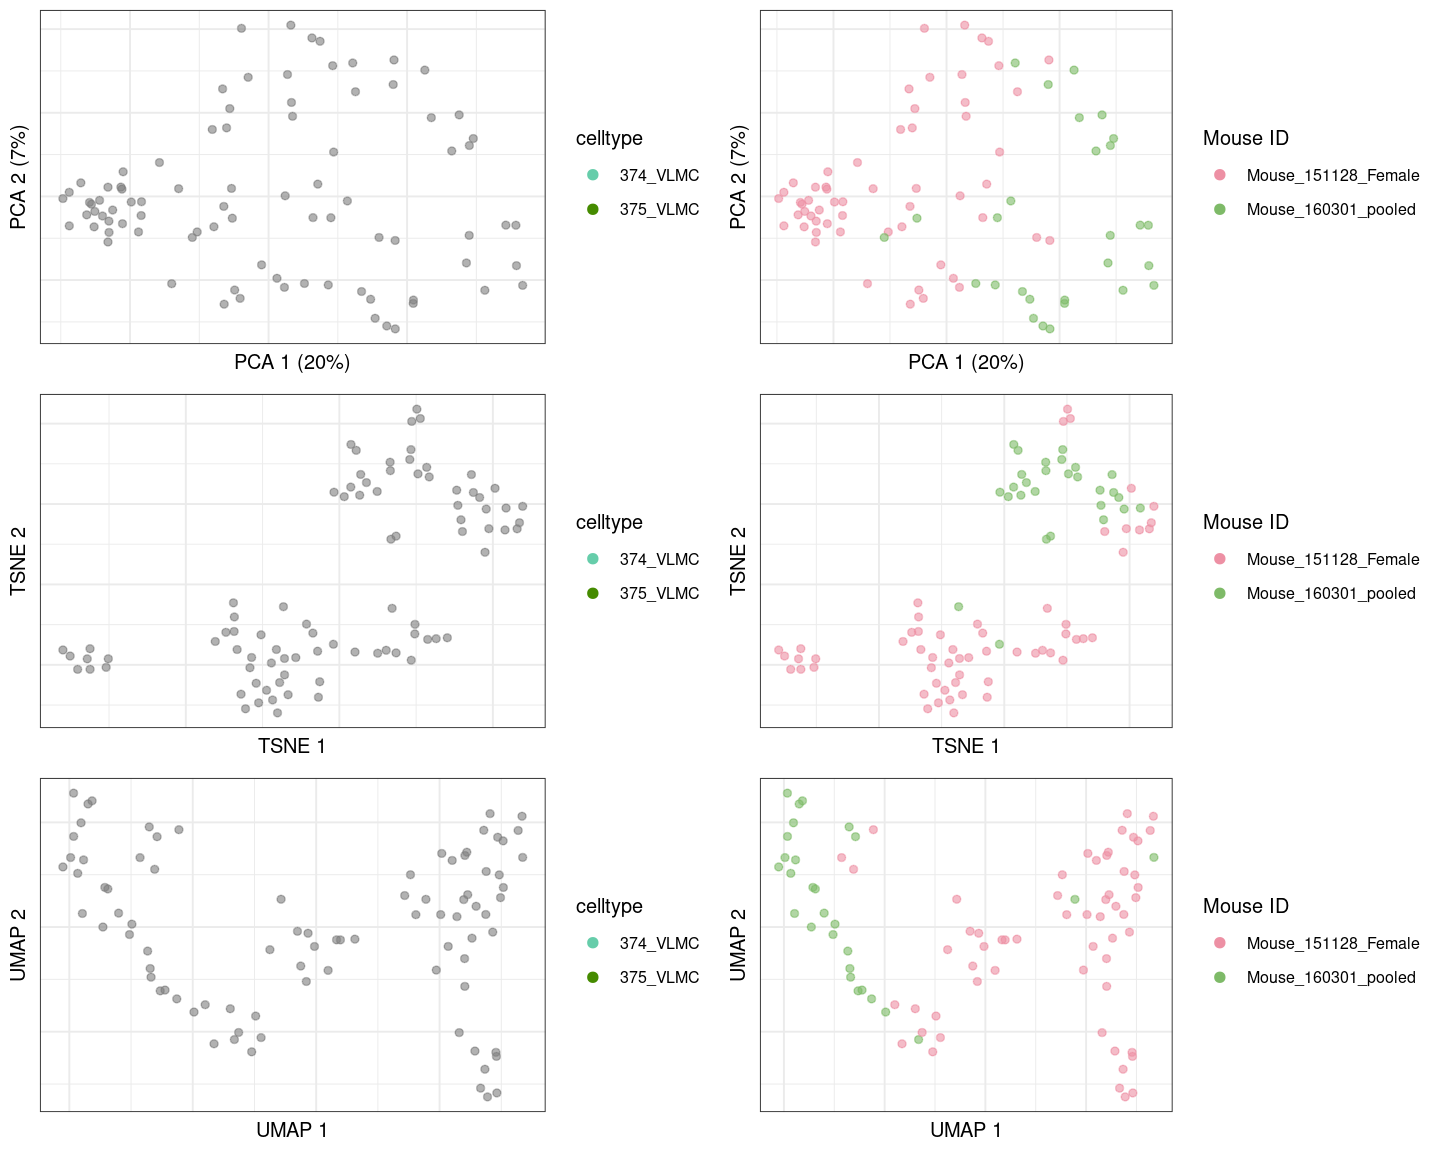 PCA 2 (7%)
PCA 1 (20%)
celltype
374_VLMC
375_VLMC
PCA 2 (7%)
PCA 1 (20%)
Mouse ID
Mouse_151128_Female
Mouse_160301_pooled
TSNE 2
TSNE 1
celltype
374_VLMC
375_VLMC
TSNE 2
TSNE 1
Mouse ID
Mouse_151128_Female
Mouse_160301_pooled
UMAP 2
UMAP 1
celltype
374_VLMC
375_VLMC
UMAP 2
UMAP 1
Mouse ID
Mouse_151128_Female
Mouse_160301_pooled